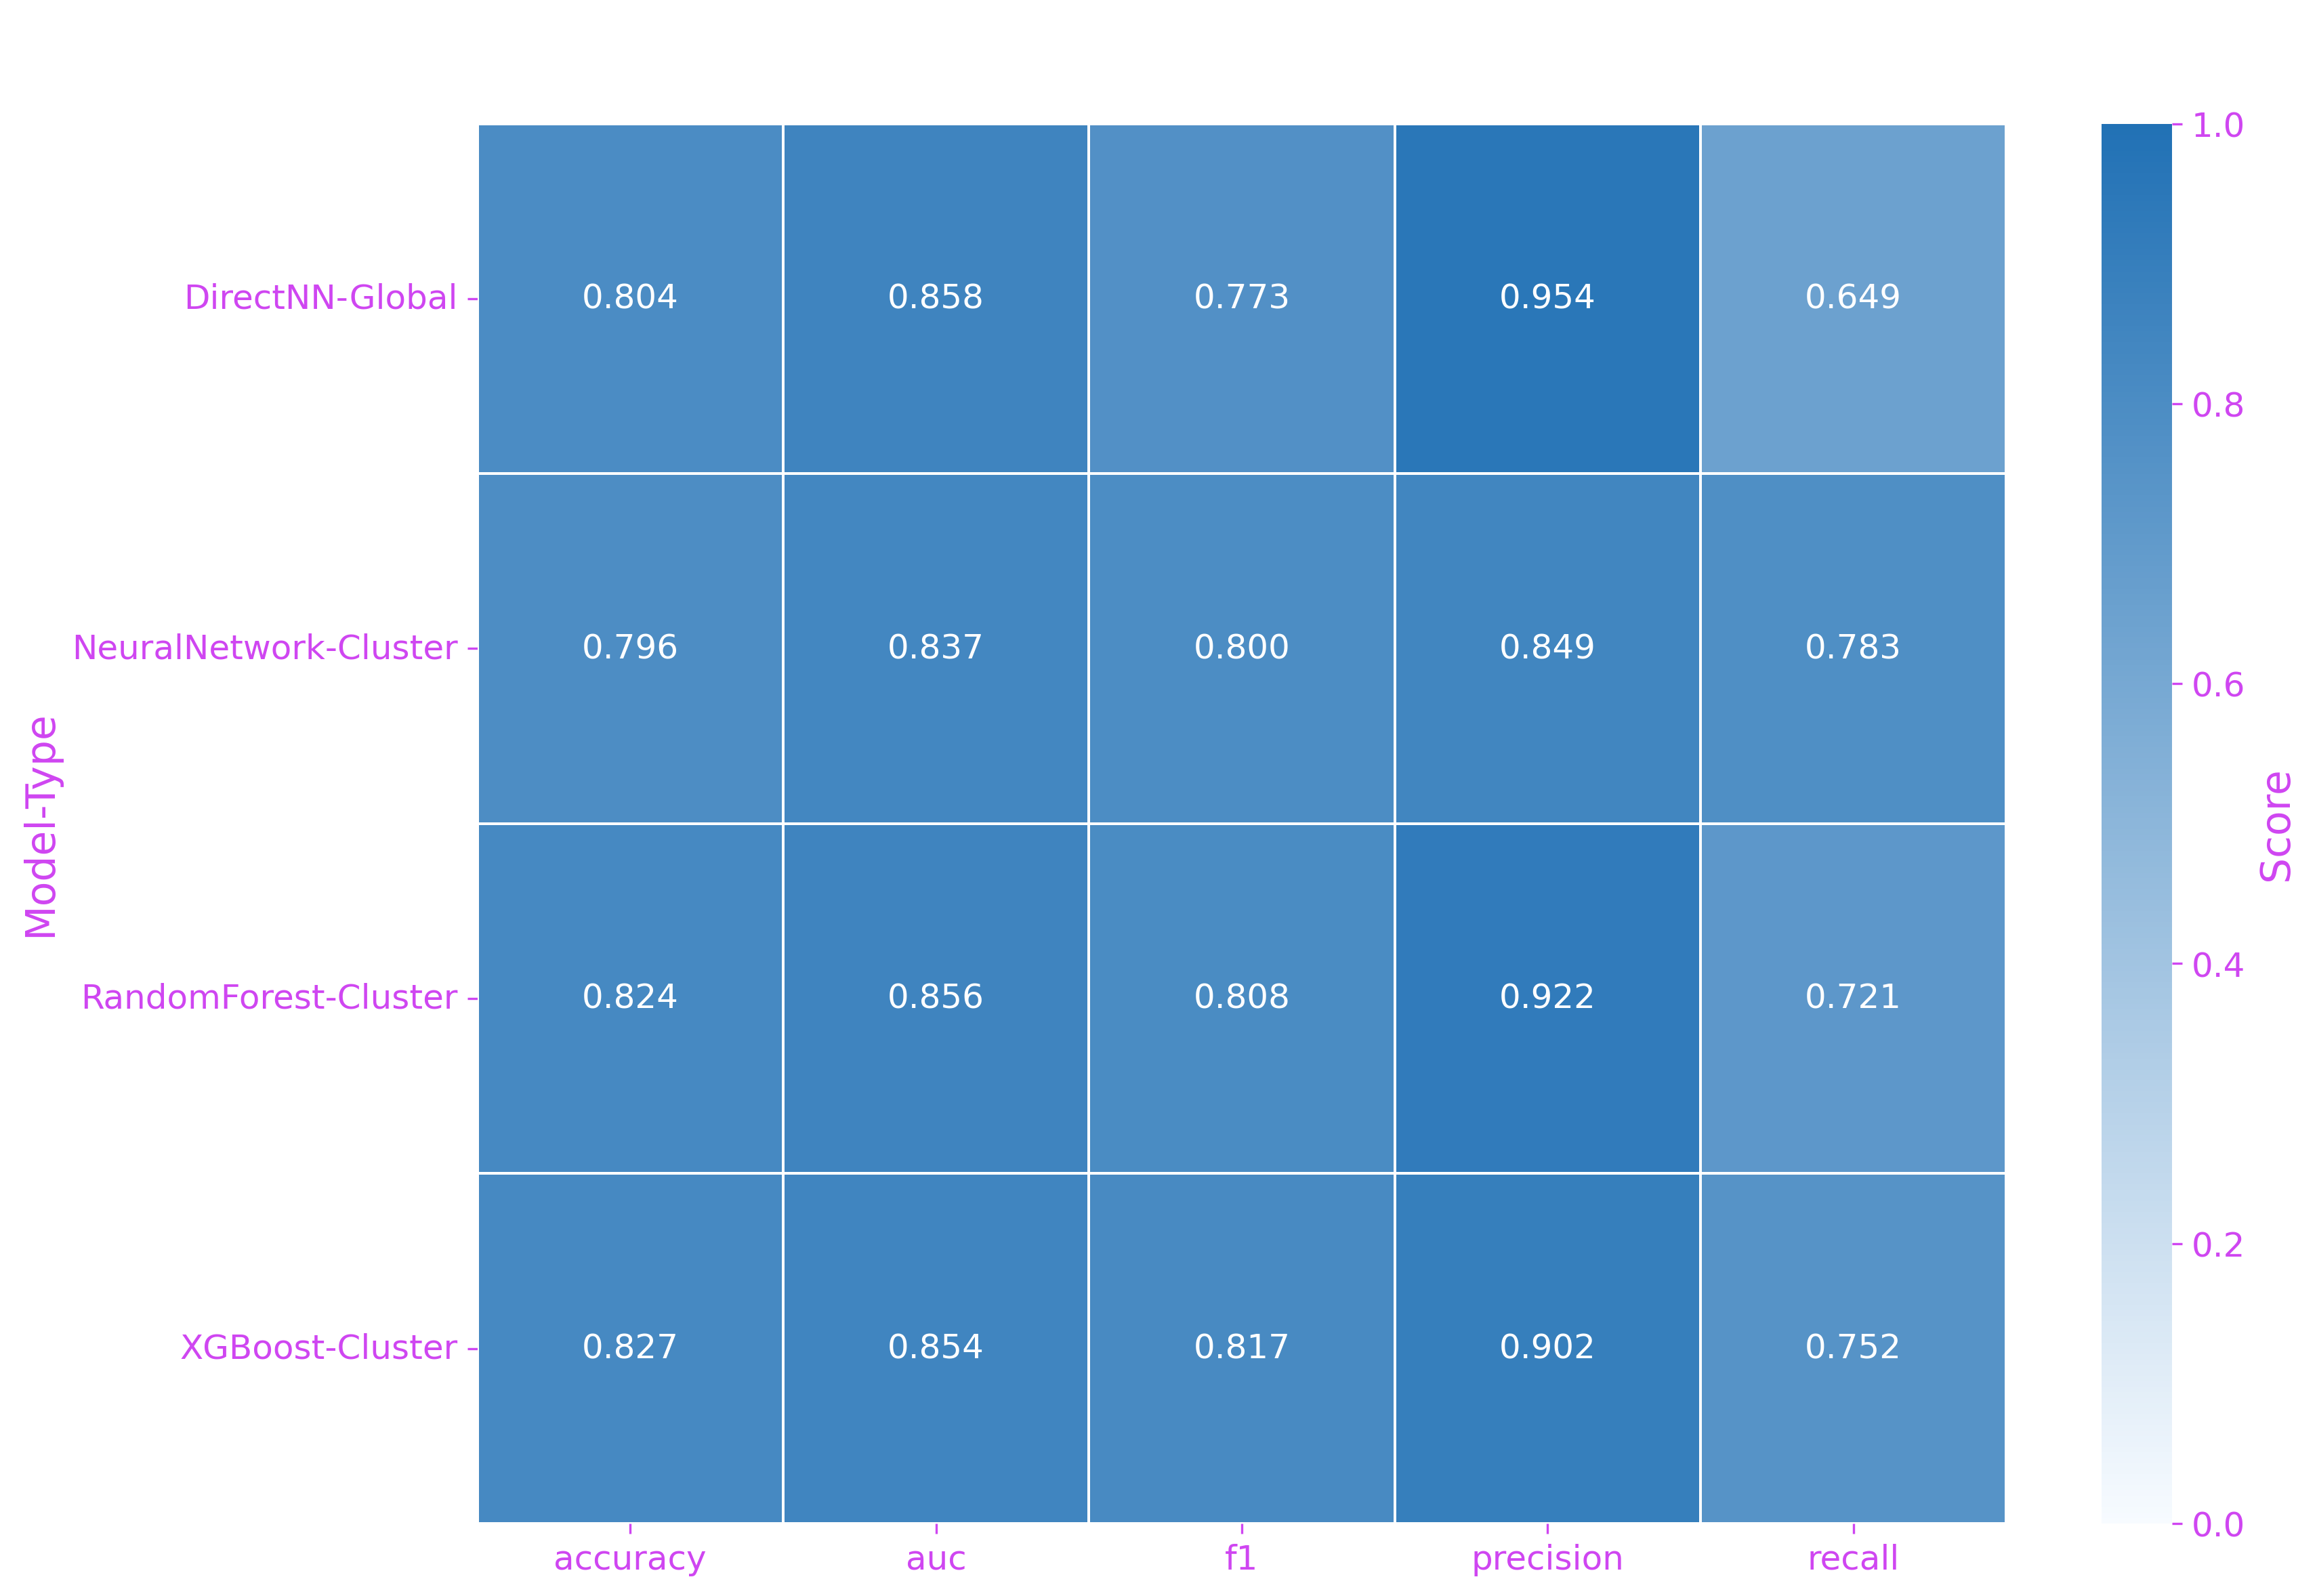 Model-Type
DirectNN-Global 0.804 0.858 0.773 0.954 0.649
NeuralNetwork-Cluster 0.796 0.837 0.800 0.849 0.783
RandomForest-Cluster 0.824 0.856 0.808 0.922 0.721
XGBoost-Cluster 0.827 0.854 0.817 0.902 0.752
accuracy auc f1 precision recall
1.0
0.8
0.6
0.4
0.2
0.0
Score